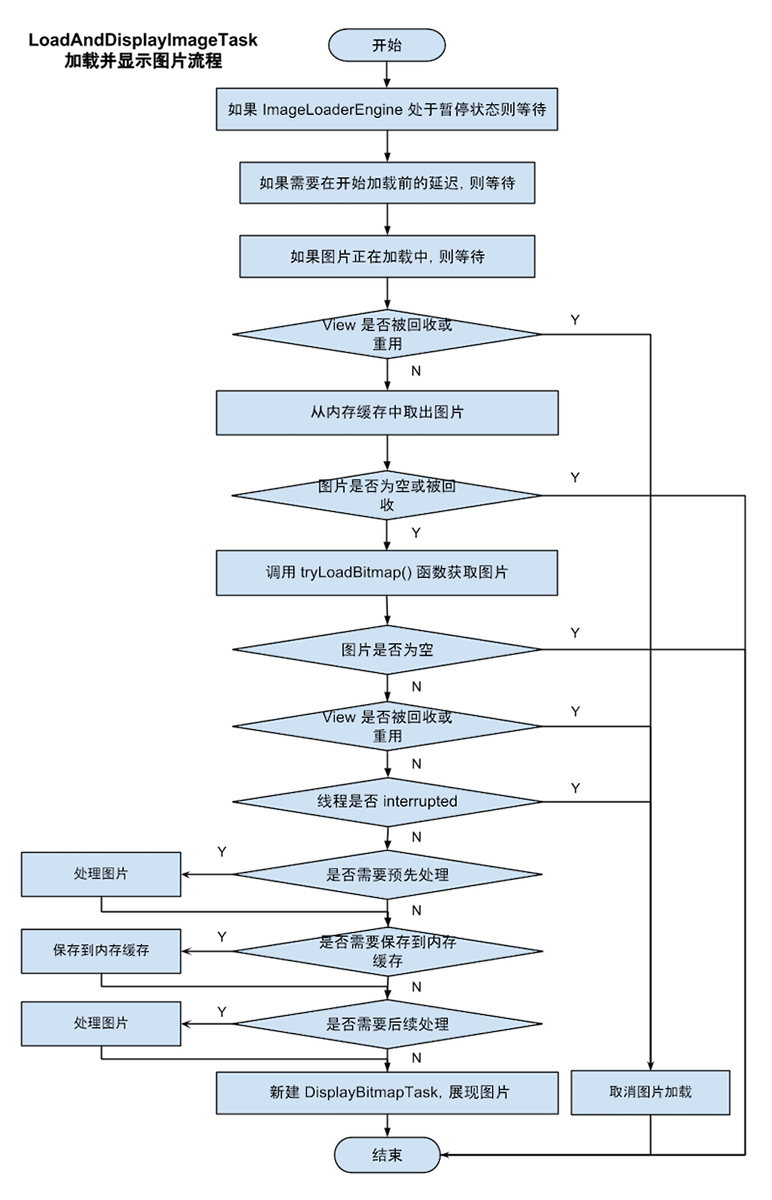 LoadAndDisplayImageTask
加载并显示图片流程
开始
如果 ImageLoaderEngine 处于暂停状态则等待
如果需要在开始加载前的延迟, 则等待
如果图片正在加载中, 则等待
View 是否被回收或
重用
Y
N
从内存缓存中取出图片
图片是否为空或被回
收
Y
Y
调用 tryLoadBitmap() 函数获取图片
图片是否为空
Y
N
View 是否被回收或
重用
Y
N
线程是否 interrupted
Y
N
是否需要预先处理
Y
处理图片
N
是否需要保存到内存
缓存
Y
保存到内存缓存
N
是否需要后续处理
Y
处理图片
N
新建 DisplayBitmapTask, 展现图片
取消图片加载
结束